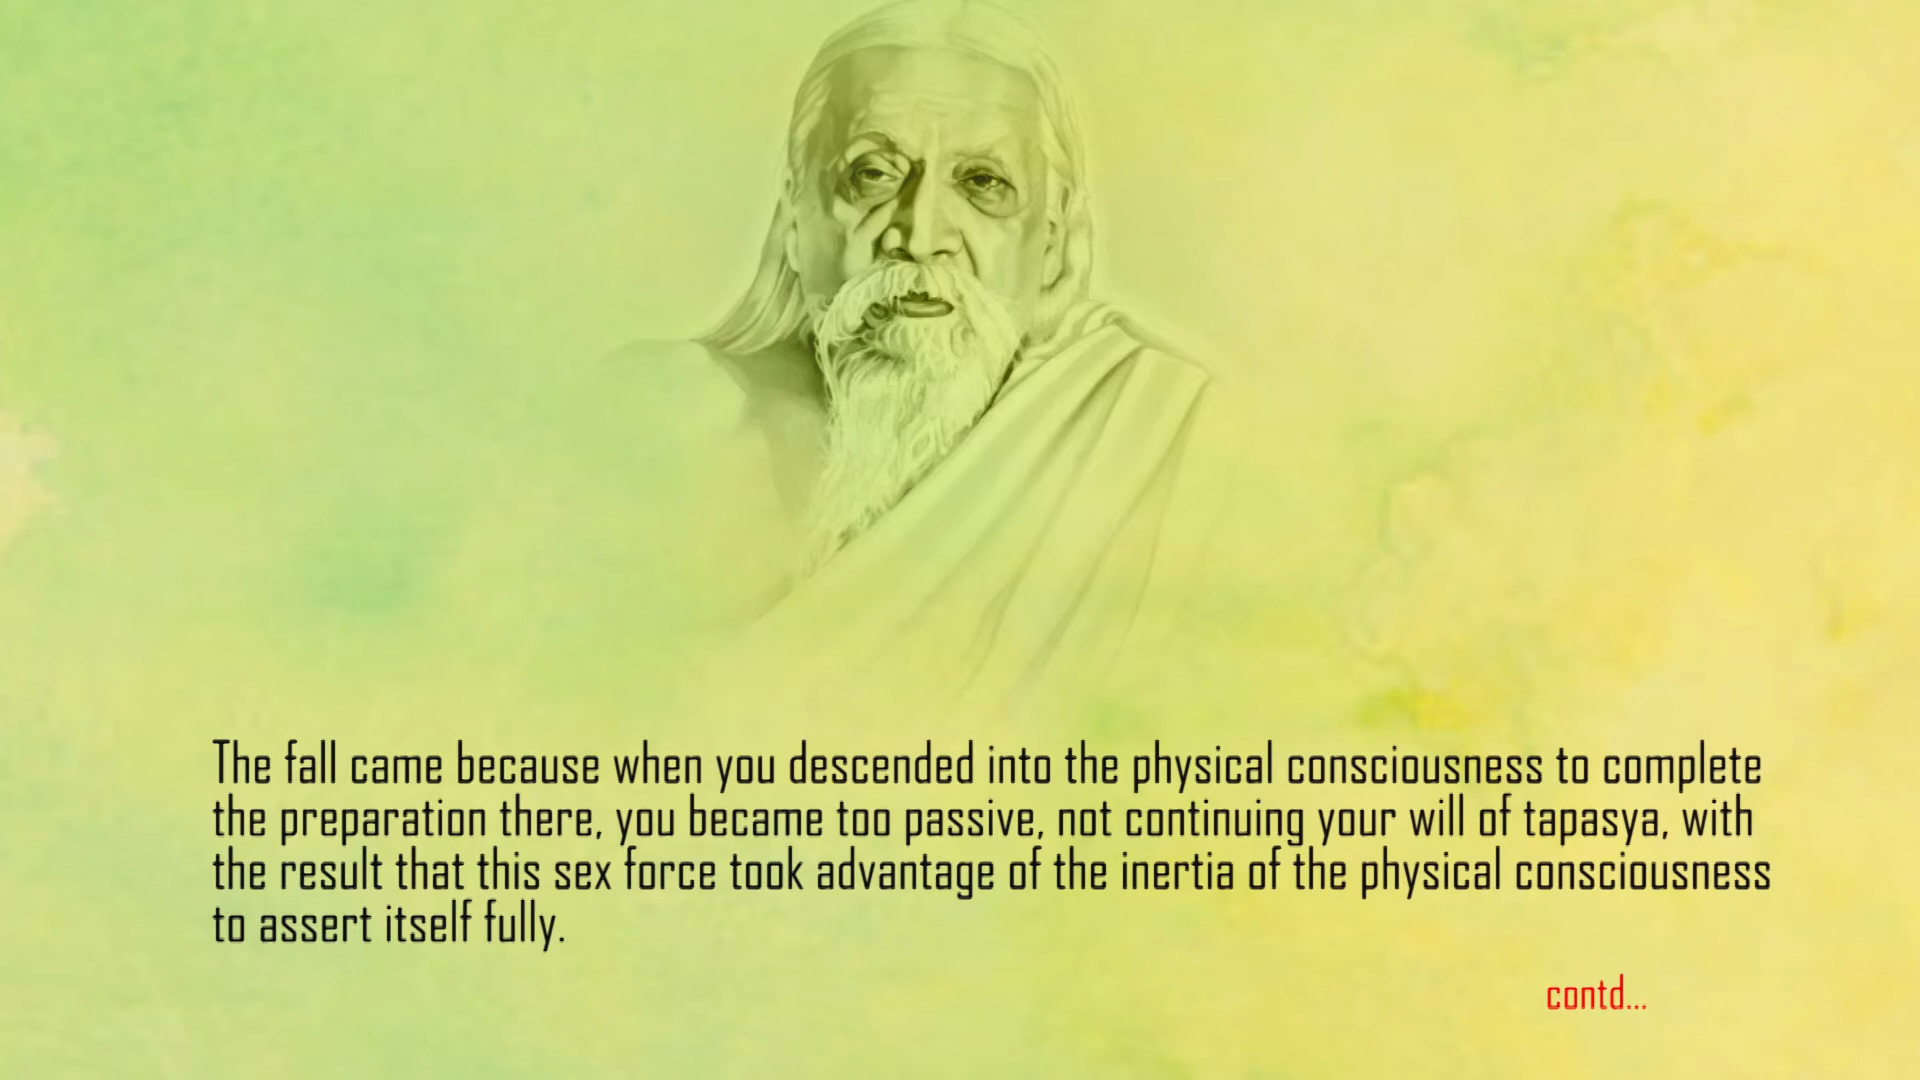 The fall came because when you descended into the physical consciousness to complete
the preparation there, you became too passive, not continuing your will of tapasya, with
the result that this sex force took advantage of the inertia of the physical consciousness
to assert itself fully.
contd...